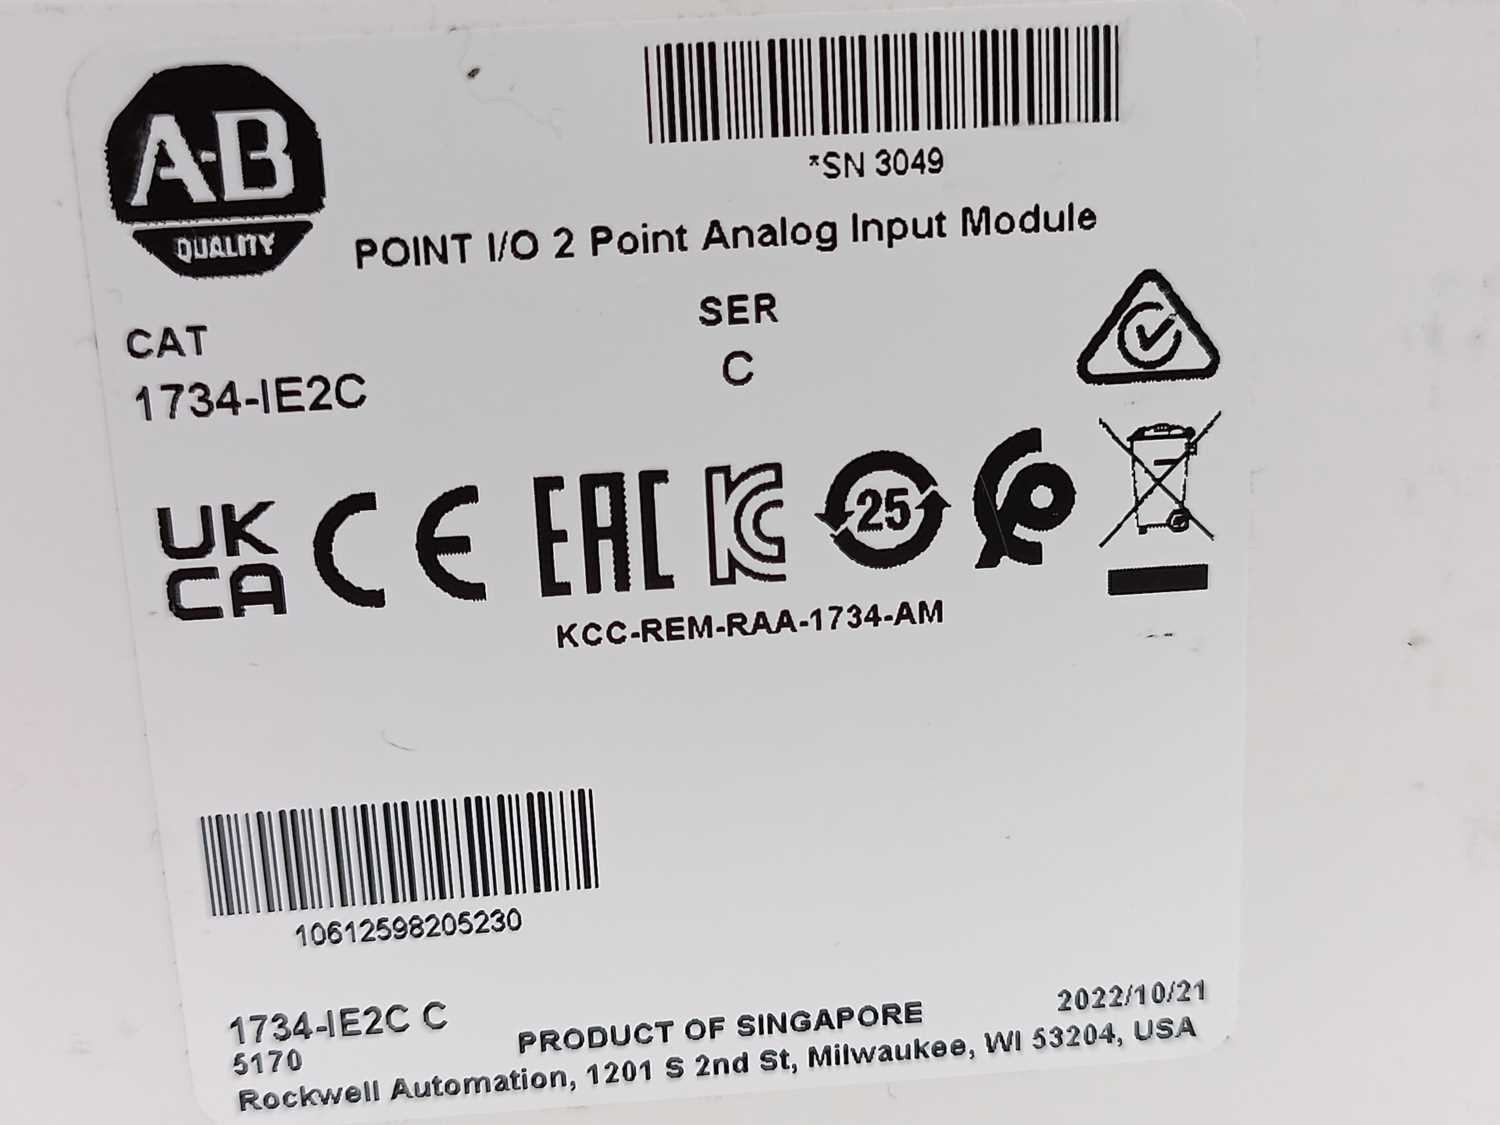 A-B
QUALITY
*SN 3049
POINT I/O 2 Point Analog Input Module
CAT
SER
1734-IE2C
C
UK
CA
CE
EAC
KC
25
KCC-REM-RAA-1734-AM
10612598205230
1734-IE2C C
5170
PRODUCT OF SINGAPORE
2022/10/21
Rockwell Automation, 1201 S 2nd St, Milwaukee, WI 53204, USA